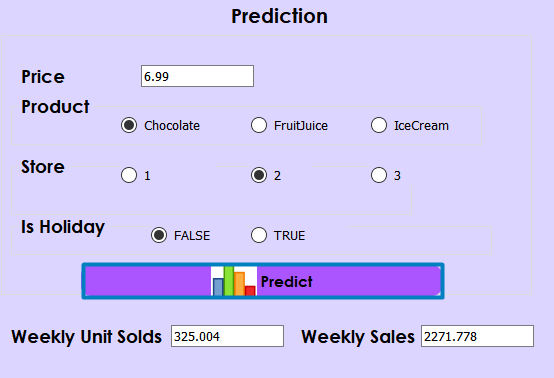 Prediction
Price 6.99
Product
Chocolate FruitJuice IceCream
Store
1 2 3
Is Holiday
FALSE TRUE
Predict
Weekly Unit Solds 325.004 Weekly Sales 2271.778